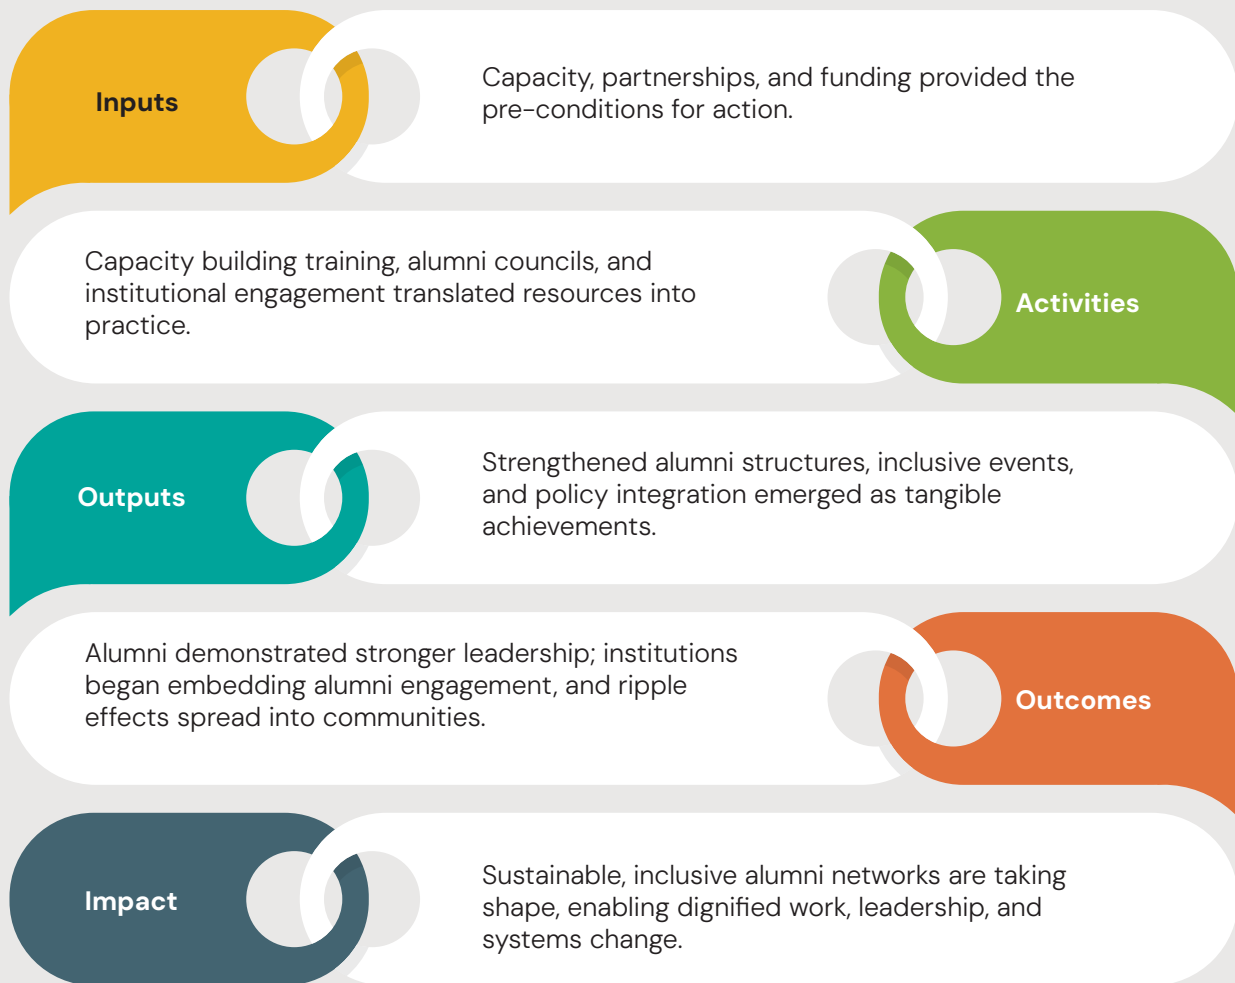 Inputs
Capacity, partnerships, and funding provided the
pre-conditions for action.
Capacity building training, alumni councils, and
institutional engagement translated resources into
practice.
Activities
Outputs
Strengthened alumni structures, inclusive events,
and policy integration emerged as tangible
achievements.
Alumni demonstrated stronger leadership; institutions
began embedding alumni engagement, and ripple
effects spread into communities.
Outcomes
Impact
Sustainable, inclusive alumni networks are taking
shape, enabling dignified work, leadership, and
systems change.